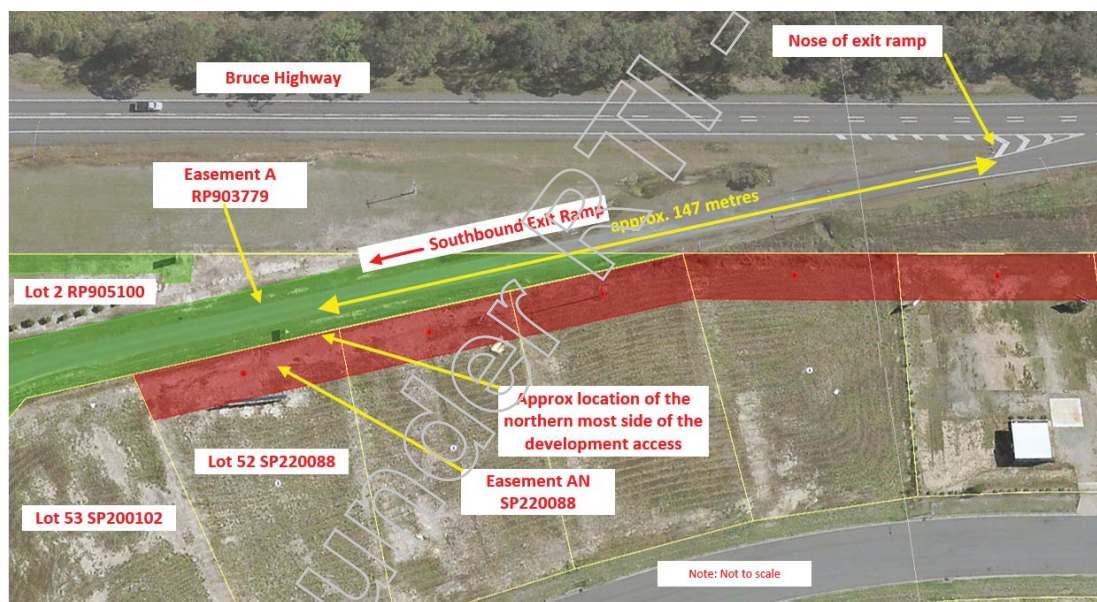 Nose of exit ramp
Bruce Highway
Easement A
RP903779
Southbound Exit Ramp
approx. 147 metres
Lot 2 RP905100
Approx location of the
northern most side of the
development access
Lot 52 SP220088
Easement AN
SP220088
Lot 53 SP200102
Note: Not to scale
under RTI -